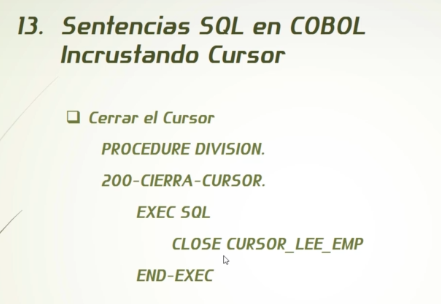 13. Sentencias SQL en COBOL
Incrustando Cursor
Cerrar el Cursor
PROCEDURE DIVISION.
200-CIERRA-CURSOR.
EXEC SQL
CLOSE CURSOR_LEE_EMP
END-EXEC